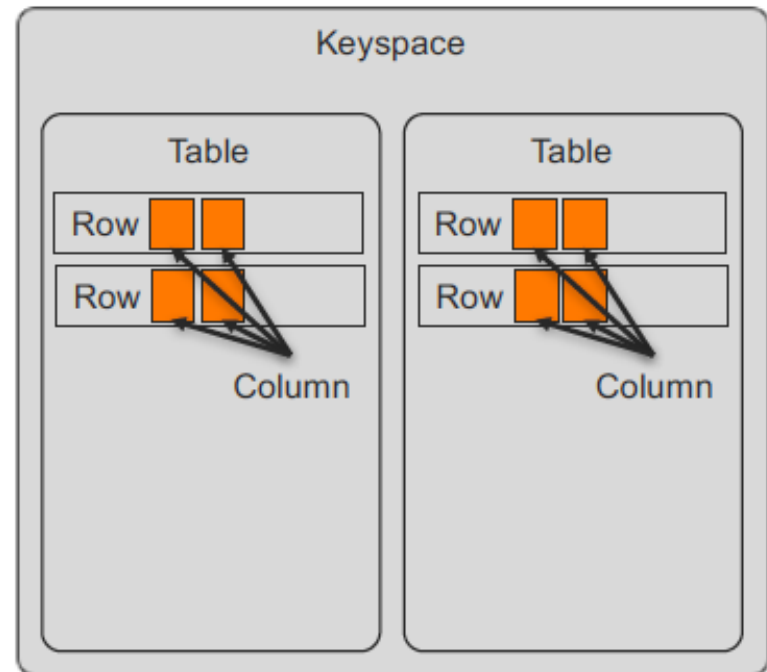 Keyspace
Table
Row
Row
Column
Table
Row
Row
Column